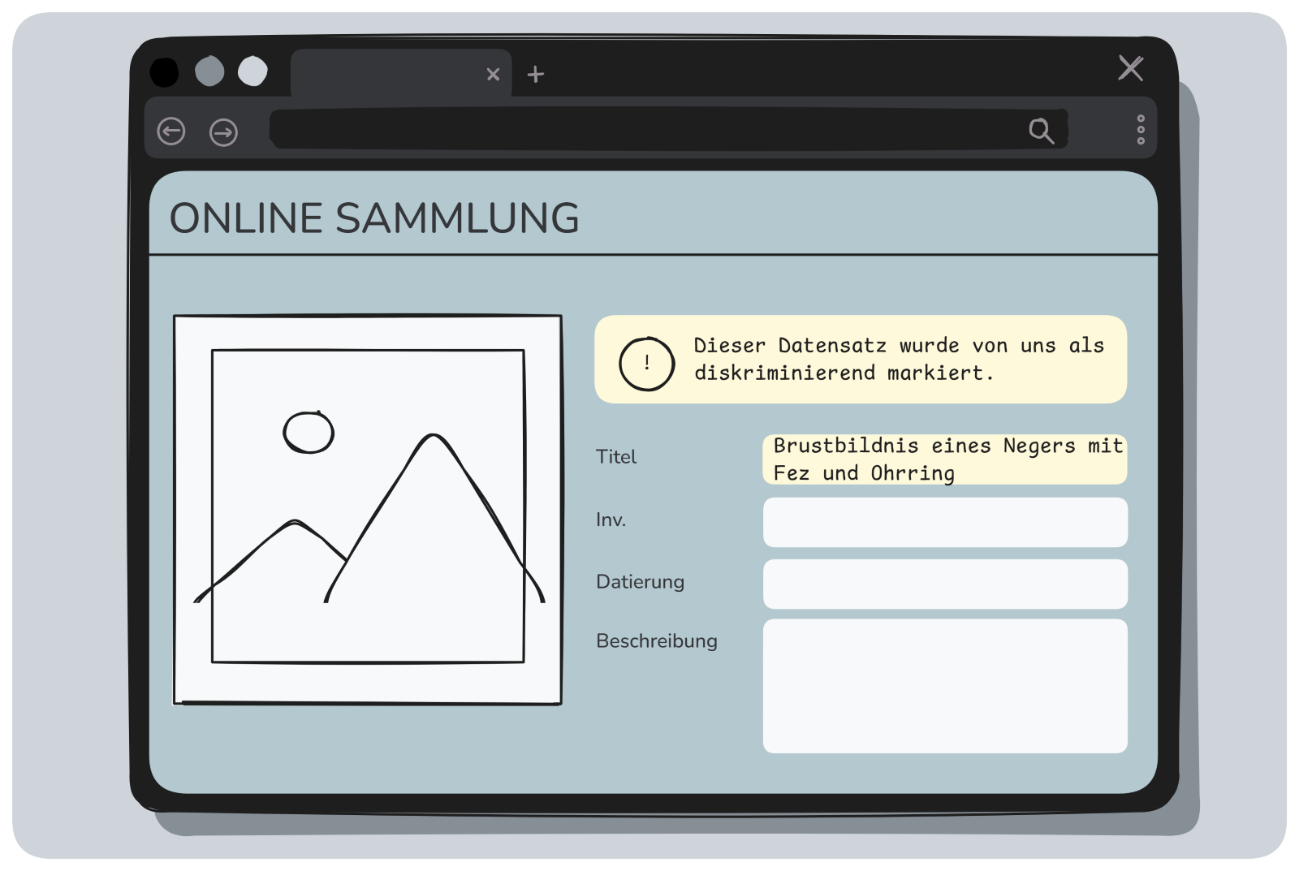 ONLINE SAMMLUNG
!
Dieser Datensatz wurde von uns als
diskriminierend markiert.
Titel
Brustbildnis eines Negers mit
Fez und Ohrring
Inv.
Datierung
Beschreibung